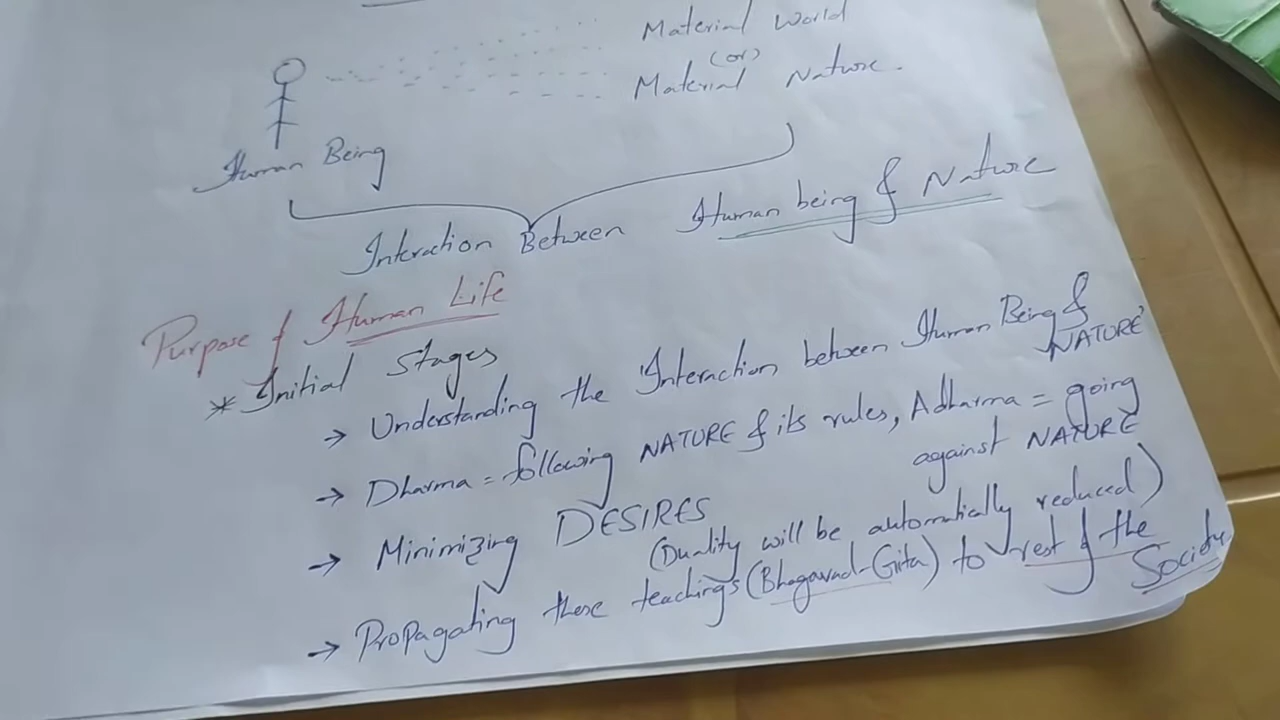 Material World
(or)
Material Nature.
Human Being
Interaction Between Human being & Nature
Purpose of Human Life
* Initial Stages
→ Understanding the 'Interaction between Human Being & NATURE'
→ Dharma = following NATURE & its rules, Adharma = going against NATURE
→ Minimizing DESIRES
(Duality will be automatically reduced)
→ Propagating these teachings (Bhagavad-Gita) to rest of the Society